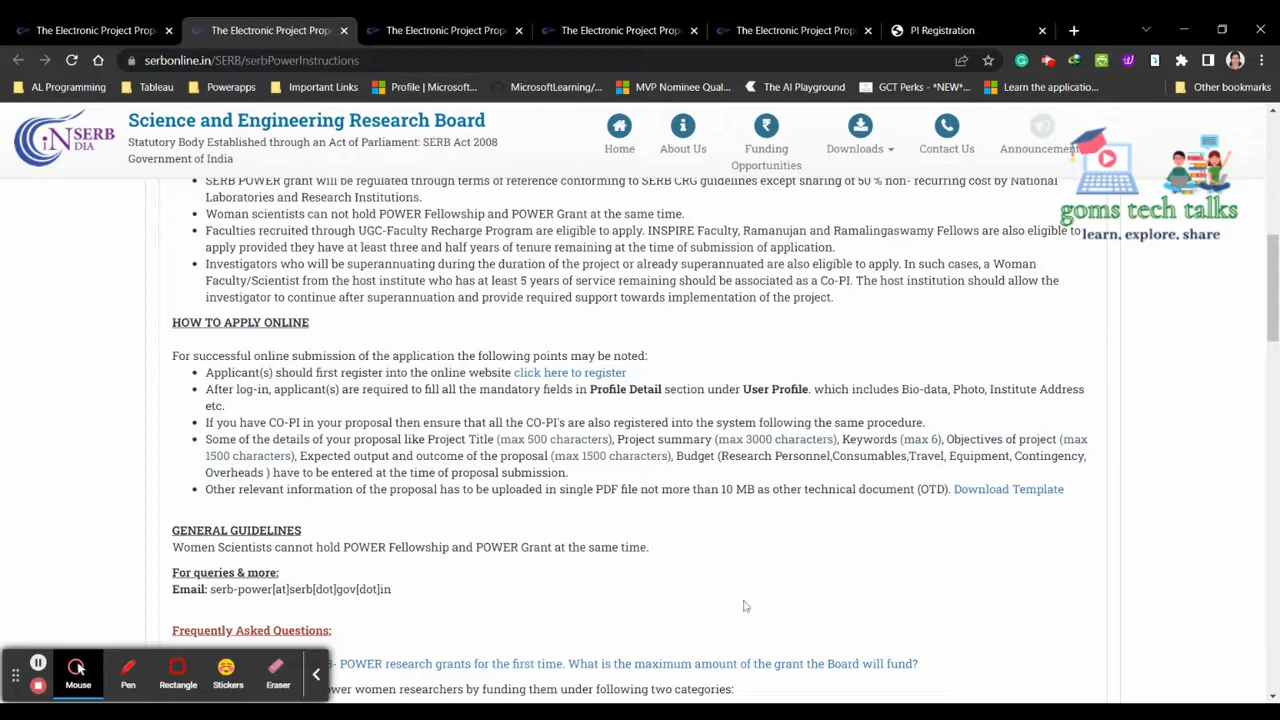 The Electronic Project Prop
The Electronic Project Prop
The Electronic Project Prop
The Electronic Project Prop
The Electronic Project Prop
PI Registration
serbonline.in/SERB/serbPowerInstructions
AL Programming
Tableau
Powerapps
Important Links
Profile | Microsoft...
MicrosoftLearning/...
MVP Nominee Qual...
The AI Playground
GCT Perks - *NEW*...
Learn the applicatio...
Other bookmarks
SERB
INDIA
Science and Engineering Research Board
Statutory Body Established through an Act of Parliament: SERB Act 2008
Government of India
Home
About Us
Funding
Opportunities
Downloads
Contact Us
Announcement
goms tech talks
learn, explore, share
SERB POWER grant will be regulated through terms of reference conforming to SERB CRG guidelines except sharing of 50 % non- recurring cost by National
Laboratories and Research Institutions.
Woman scientists can not hold POWER Fellowship and POWER Grant at the same time.
Faculties recruited through UGC-Faculty Recharge Program are eligible to apply. INSPIRE Faculty, Ramanujan and Ramalingaswamy Fellows are also eligible to
apply provided they have at least three and half years of tenure remaining at the time of submission of application.
Investigators who will be superannuating during the duration of the project or already superannuated are also eligible to apply. In such cases, a Woman
Faculty/Scientist from the host institute who has at least 5 years of service remaining should be associated as a Co-PI. The host institution should allow the
investigator to continue after superannuation and provide required support towards implementation of the project.
HOW TO APPLY ONLINE
For successful online submission of the application the following points may be noted:
Applicant(s) should first register into the online website click here to register
After log-in, applicant(s) are required to fill all the mandatory fields in Profile Detail section under User Profile. which includes Bio-data, Photo, Institute Address
etc.
If you have CO-PI in your proposal then ensure that all the CO-PI's are also registered into the system following the same procedure.
Some of the details of your proposal like Project Title (max 500 characters), Project summary (max 3000 characters), Keywords (max 6), Objectives of project (max
1500 characters), Expected output and outcome of the proposal (max 1500 characters), Budget (Research Personnel,Consumables,Travel, Equipment, Contingency,
Overheads ) have to be entered at the time of proposal submission.
Other relevant information of the proposal has to be uploaded in single PDF file not more than 10 MB as other technical document (OTD). Download Template
GENERAL GUIDELINES
Women Scientists cannot hold POWER Fellowship and POWER Grant at the same time.
For queries & more:
Email: serb-power[at]serb[dot]gov[dot]in
Frequently Asked Questions:
- POWER research grants for the first time. What is the maximum amount of the grant the Board will fund?
women researchers by funding them under following two categories:
Mouse
Pen
Rectangle
Stickers
Eraser